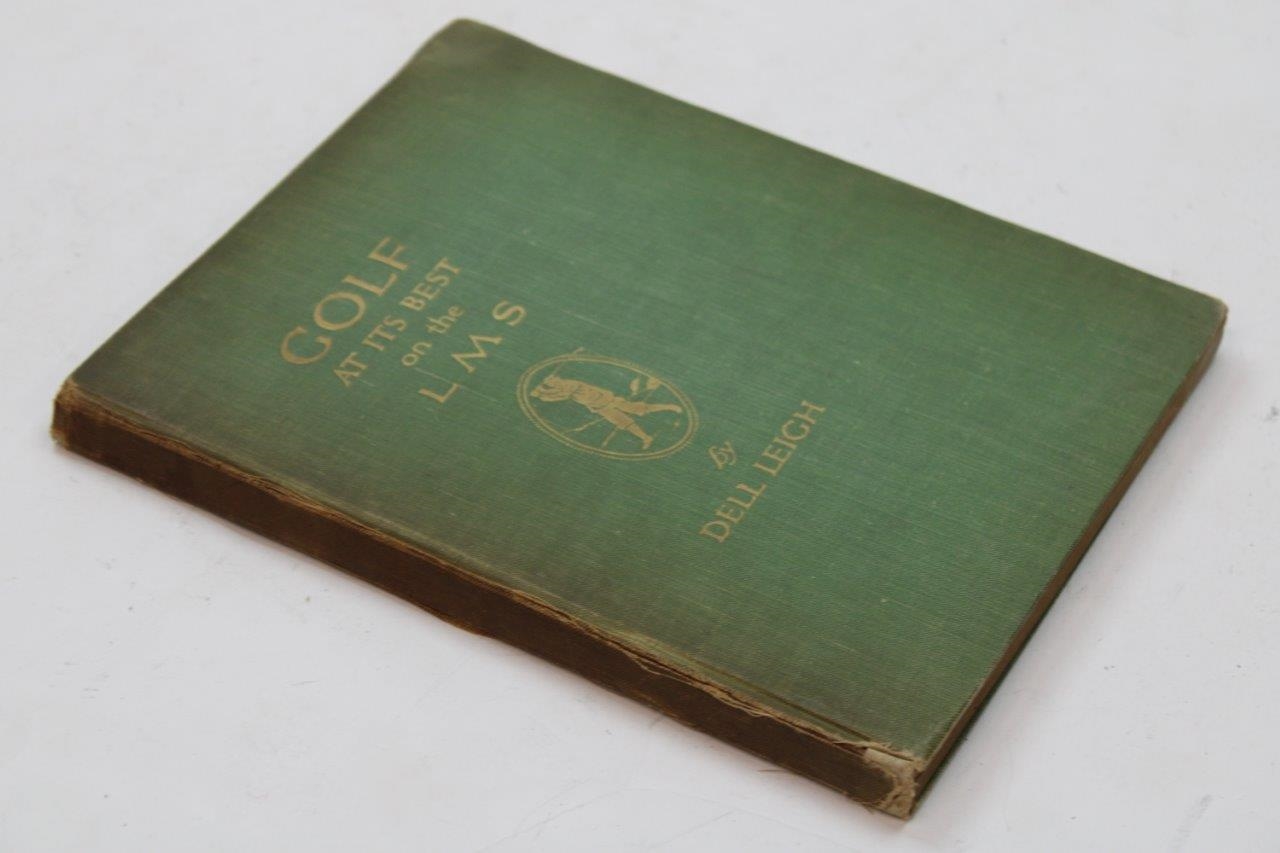 GOLF
AT ITS BEST
on the
L M S
by
DELL LEIGH